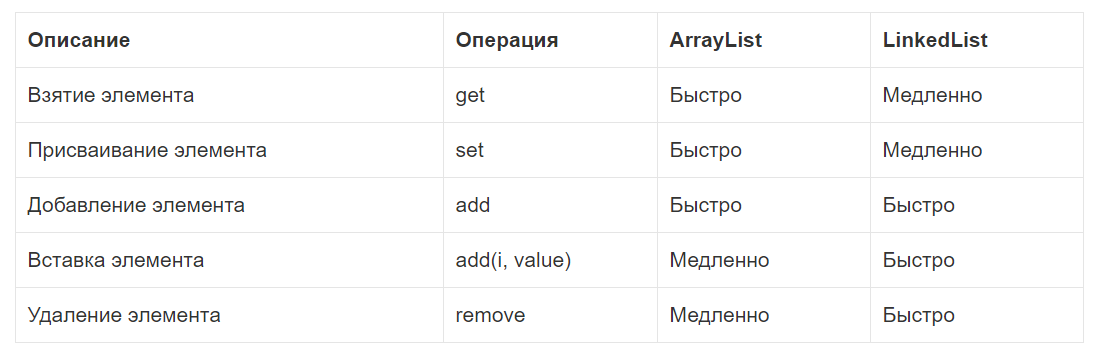 Описание Операция ArrayList LinkedList
Взятие элемента get Быстро Медленно
Присваивание элемента set Быстро Медленно
Добавление элемента add Быстро Быстро
Вставка элемента add(i, value) Медленно Быстро
Удаление элемента remove Медленно Быстро